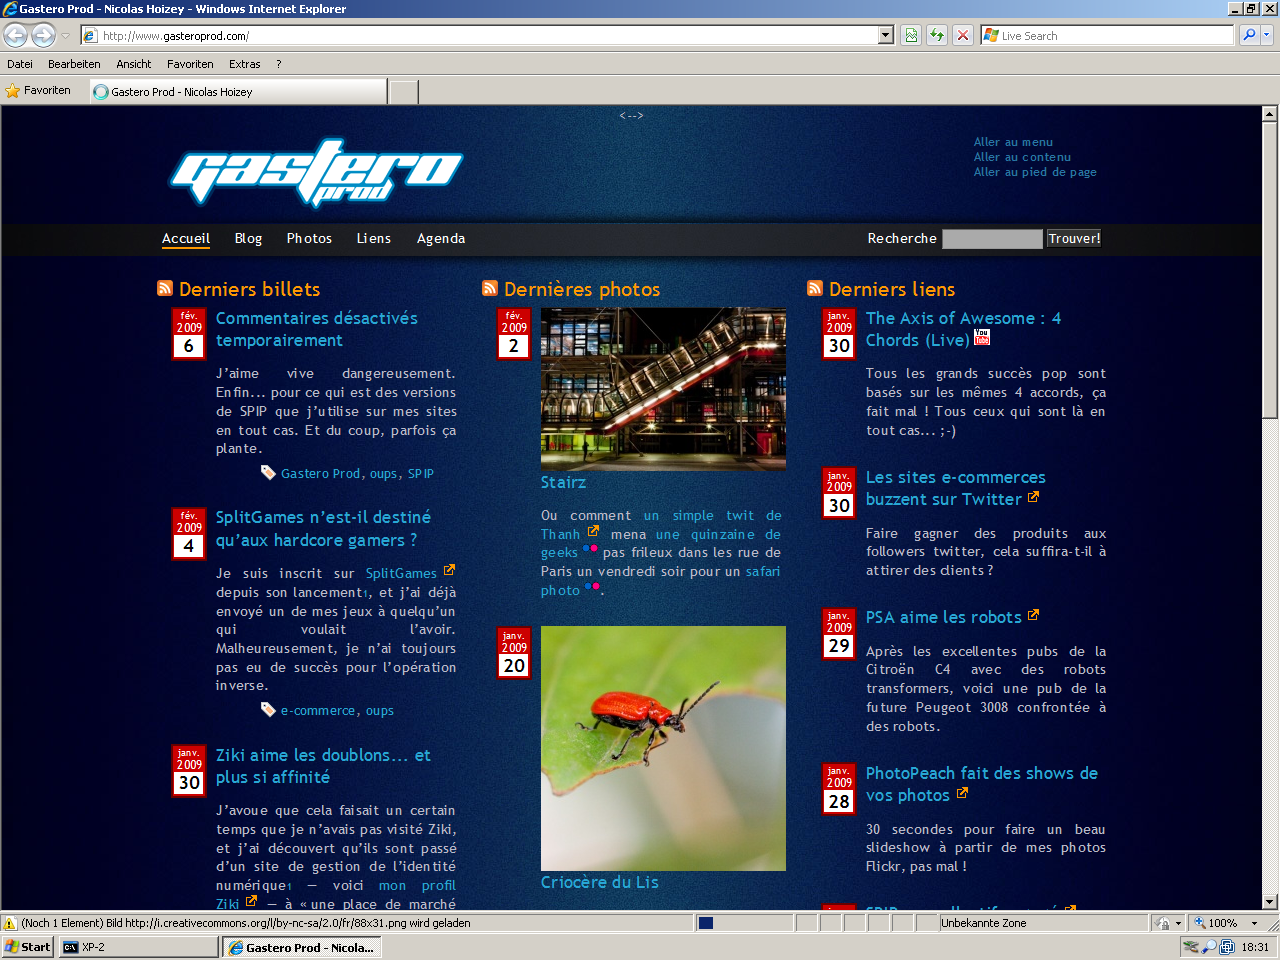 Gastero Prod - Nicolas Hoizey - Windows Internet Explorer
http://www.gasteroprod.com/
Live Search
Datei Bearbeiten Ansicht Favoriten Extras ?
Favoriten
Gastero Prod - Nicolas Hoizey
<-->
gastero
prod
Aller au menu
Aller au contenu
Aller au pied de page
Accueil Blog Photos Liens Agenda
Recherche Trouver!
Derniers billets
fév.
2009
6
Commentaires désactivés
temporairement
J'aime vive dangereusement.
Enfin... pour ce qui est des versions
de SPIP que j'utilise sur mes sites
en tout cas. Et du coup, parfois ça
plante.
Gastero Prod, oups, SPIP
fév.
2009
4
SplitGames n'est-il destiné
qu'aux hardcore gamers ?
Je suis inscrit sur SplitGames
depuis son lancement1, et j'ai déjà
envoyé un de mes jeux à quelqu'un
qui voulait l'avoir.
Malheureusement, je n'ai toujours
pas eu de succès pour l'opération
inverse.
e-commerce, oups
janv.
2009
30
Ziki aime les doublons... et
plus si affinité
J'avoue que cela faisait un certain
temps que je n'avais pas visité Ziki,
et j'ai découvert qu'ils sont passé
d'un site de gestion de l'identité
numérique1 — voici mon profil
Ziki — à « une place de marché
Dernières photos
fév.
2009
2
Stairz
Ou comment un simple twit de
Thanh mena une quinzaine de
geeks pas frileux dans les rue de
Paris un vendredi soir pour un safari
photo .
janv.
2009
20
Criocère du Lis
Derniers liens
janv.
2009
30
The Axis of Awesome : 4
Chords (Live) You Tube
Tous les grands succès pop sont
basés sur les mêmes 4 accords, ça
fait mal ! Tous ceux qui sont là en
tout cas... ;-)
janv.
2009
30
Les sites e-commerces
buzzent sur Twitter
Faire gagner des produits aux
followers twitter, cela suffira-t-il à
attirer des clients ?
janv.
2009
29
PSA aime les robots
Après les excellentes pubs de la
Citroën C4 avec des robots
transformers, voici une pub de la
future Peugeot 3008 confrontée à
des robots.
janv.
2009
28
PhotoPeach fait des shows de
vos photos
30 secondes pour faire un beau
slideshow à partir de mes photos
Flickr, pas mal !
janv.
(Noch 1 Element) Bild http://i.creativecommons.org/l/by-nc-sa/2.0/fr/88x31.png wird geladen
Unbekannte Zone
100%
Start
XP-2
Gastero Prod - Nicola...
18:31